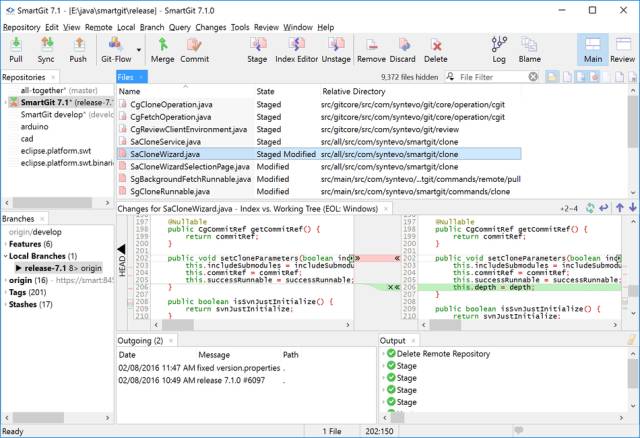 SmartGit 7.1 - [E:\java\smartgit\release] - SmartGit 7.1.0
Repository Edit View Remote Local Branch Query Changes Tools Review Window Help
Pull Sync Push Git-Flow Merge Commit Stage Index Editor Unstage Remove Discard Delete Log Blame Main Review
Repositories
all-together* (master)
SmartGit 7.1* (release-7.
SmartGit develop* (develo
arduino
cad
eclipse.platform.swt
eclipse.platform.swt.binarie
Files 9,372 files hidden File Filter
Name State Relative Directory
CgCloneOperation.java Staged src/gitcore/src/com/syntevo/git/core/operation/cgit
CgFetchOperation.java Staged src/gitcore/src/com/syntevo/git/core/operation/cgit
CgReviewClientEnvironment.java Staged src/main/src/com/syntevo/git/review
SaCloneService.java Staged src/all/src/com/syntevo/smartgit/clone
SaCloneWizard.java Staged Modified src/all/src/com/syntevo/smartgit/clone
SaCloneWizardSelectionPage.java Modified src/all/src/com/syntevo/smartgit/clone
SgBackgroundFetchRunnable.java Modified src/main/src/com/syntevo/...tgit/commands/remote/pull
SgCloneRunnable.java Modified src/main/src/com/syntevo/smartgit/commands/clone
Branches
origin/develop
Features (6)
Local Branches (1)
release-7.1 8> origin
origin (16) - https://smart:845
Tags (201)
Stashes (17)
Changes for SaCloneWizard.java - Index vs. Working Tree (EOL: Windows) +2−4
HEAD
197 @Nullable
198 public CgCommitRef getCommitRef() {
199 return commitRef;
200 }
201
202 public void setCloneParameters(boolean inc
203 this.includeSubmodules = includeSubmodu
204 this.commitRef = commitRef;
205 this.successRunnable = successRunnable;
206 }
207
208 public boolean isSvnJustInitialize() {
209 return svnJustInitialize;
210 }
197 @Nullable
198 public CgCommitRef getCommitRef() {
199 return commitRef;
200 }
201
202 public void setCloneParameters(boolean ind
203 this.includeSubmodules = includeSubmodu
204 this.commitRef = commitRef;
205 this.successRunnable = successRunnable;
206 this.depth = depth;
207 }
208
209 public boolean isSvnJustInitialize() {
210 return svnJustInitialize;
Outgoing (2)
Date Message Path
02/08/2016 11:47 AM fixed version.properties .
02/08/2016 10:49 AM release 7.1.0 #6097 .
Output
Delete Remote Repository
Stage
Stage
Stage
Stage
Ready 1 File 202:150